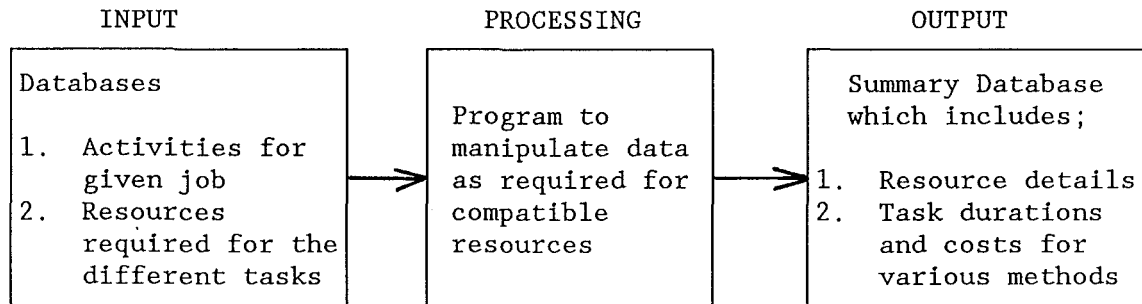 INPUT
PROCESSING
OUTPUT
Databases
1. Activities for
given job
2. Resources
required for the
different tasks
Program to
manipulate data
as required for
compatible
resources
Summary Database
which includes;
1. Resource details
2. Task durations
and costs for
various methods